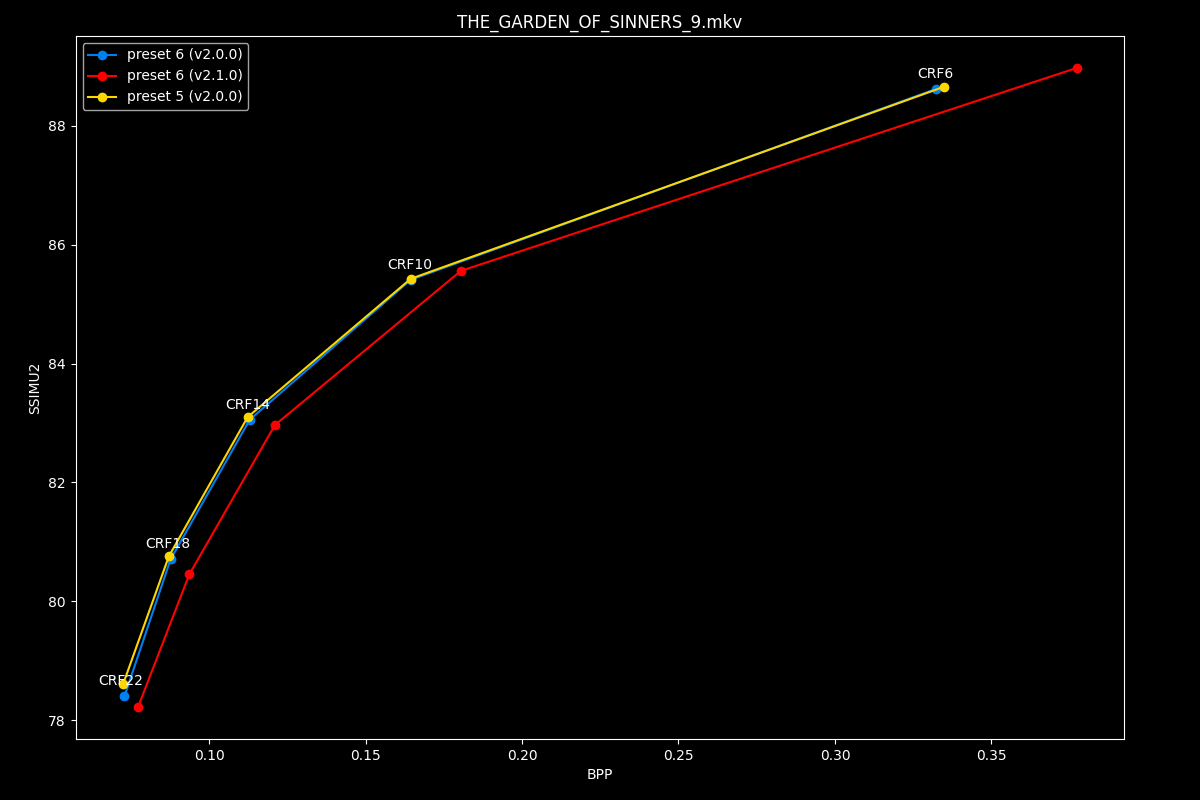 THE_GARDEN_OF_SINNERS_9.mkv
preset 6 (v2.0.0)
preset 6 (v2.1.0)
preset 5 (v2.0.0)
CRF6
88
86
CRF10
84
SSIMU2
CRF14
82
CRF18
80
CRF22
78
0.10 0.15 0.20 0.25 0.30 0.35
BPP